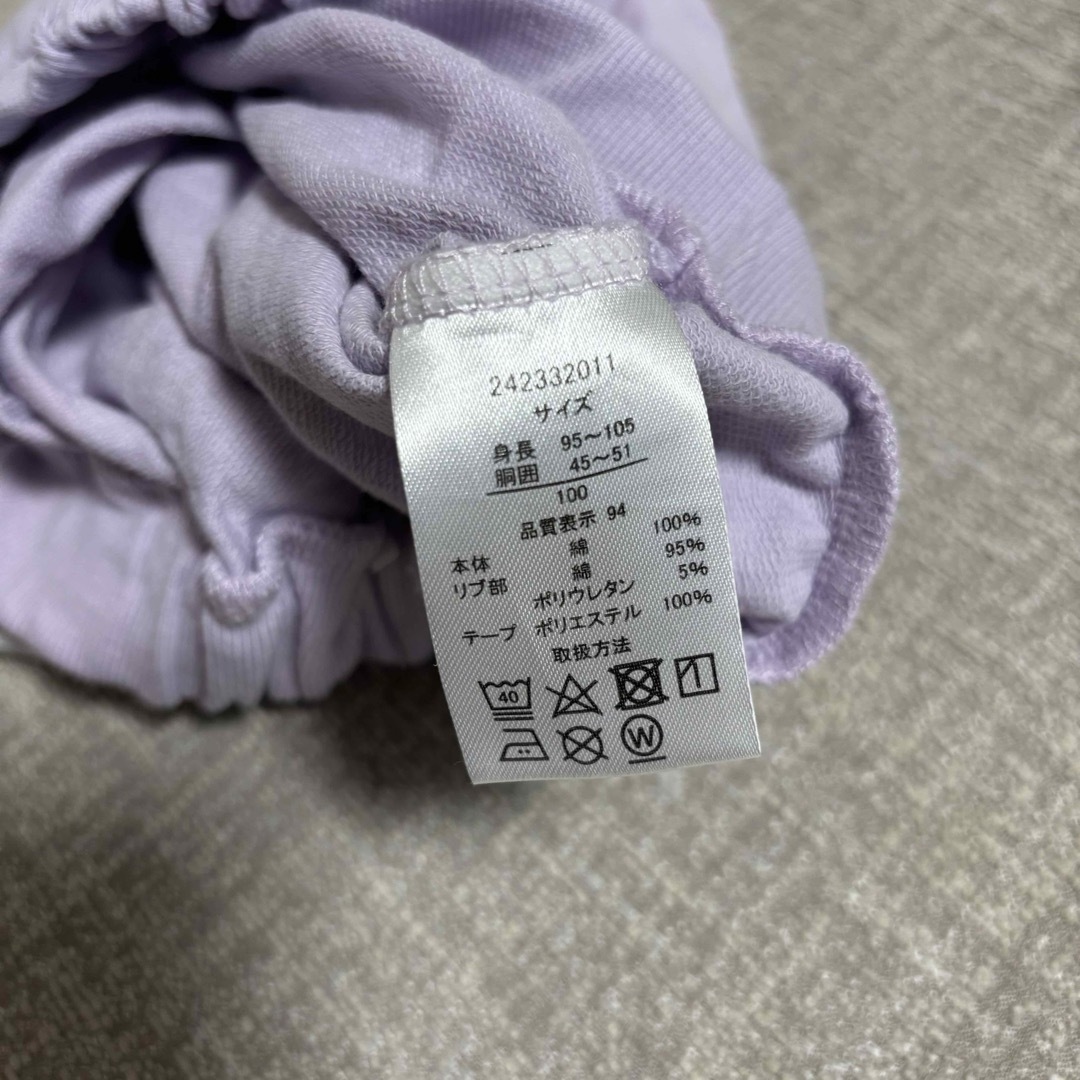 242332011
サイズ
身長 95～105
胴囲 45～51
100
品質表示 94
本体 綿 100%
リブ部 綿 95%
ポリウレタン 5%
テープ ポリエステル 100%
取扱方法
40
W